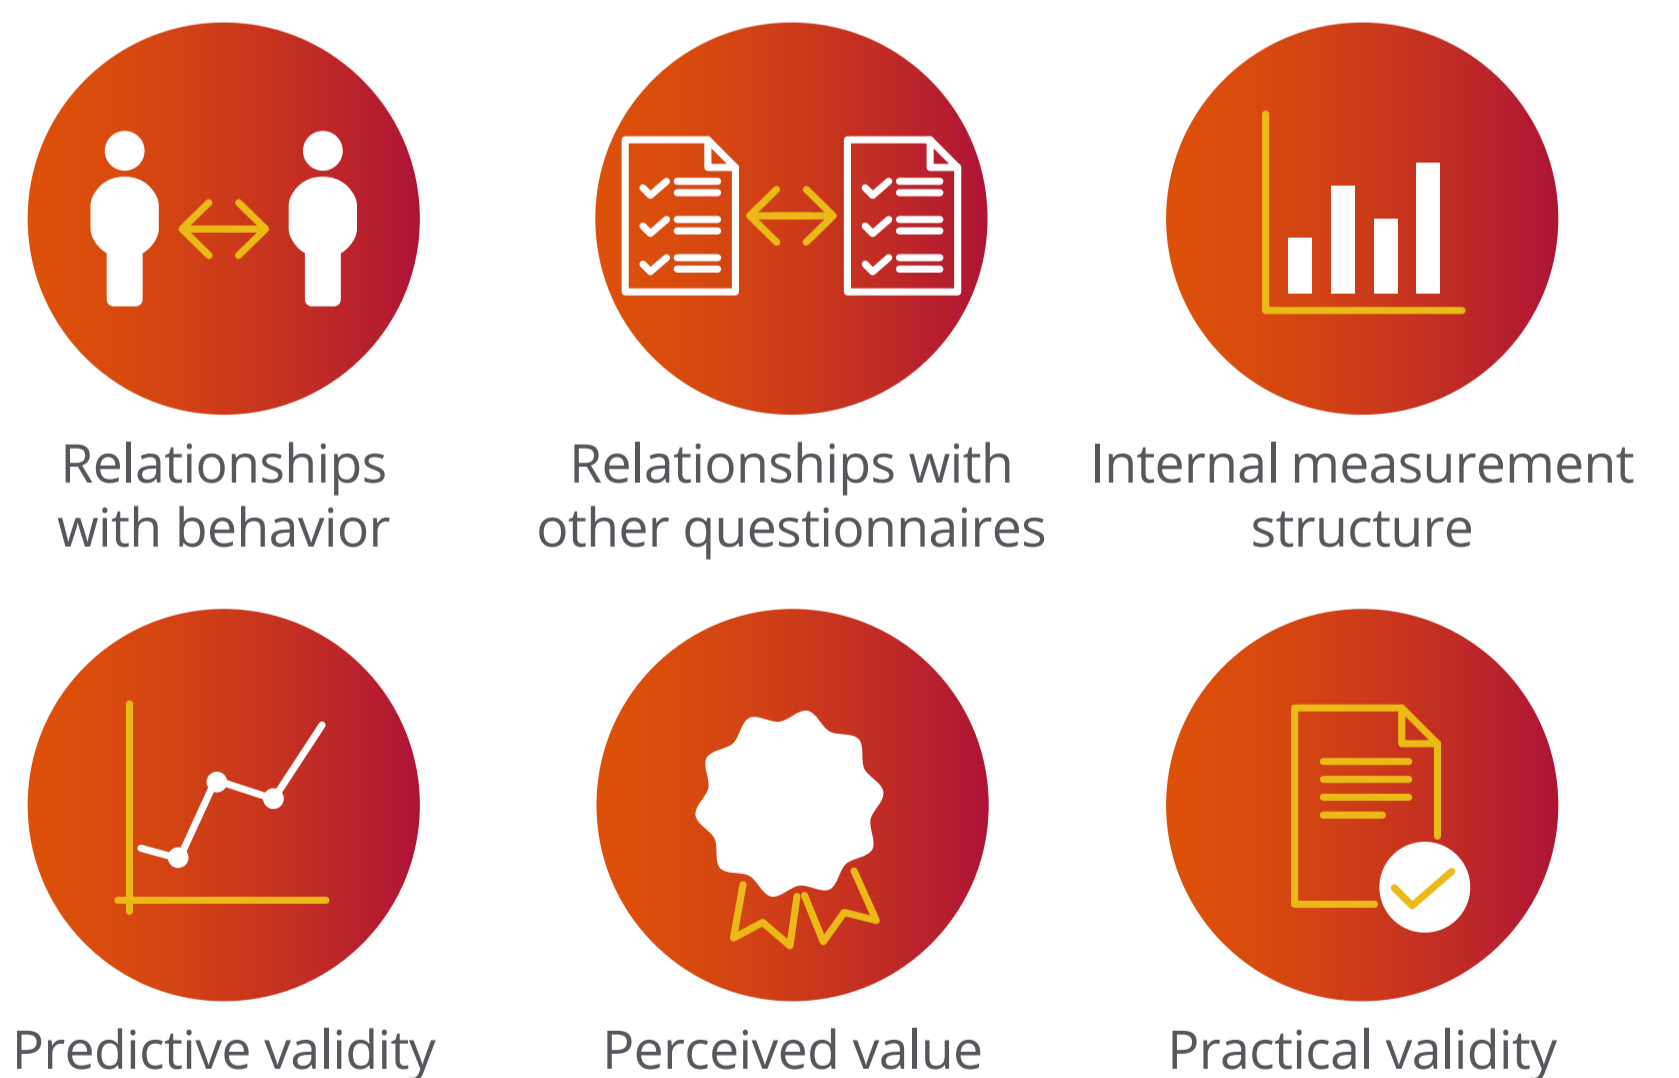 Relationships
with behavior
Relationships with
other questionnaires
Internal measurement
structure
Predictive validity
Perceived value
Practical validity